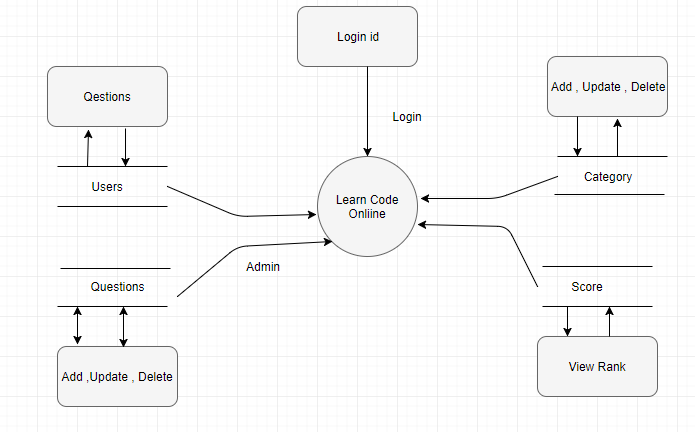 Login id
Qestions
Add , Update , Delete
Login
Users
Category
Learn Code
Onliine
Admin
Questions
Score
Add ,Update , Delete
View Rank